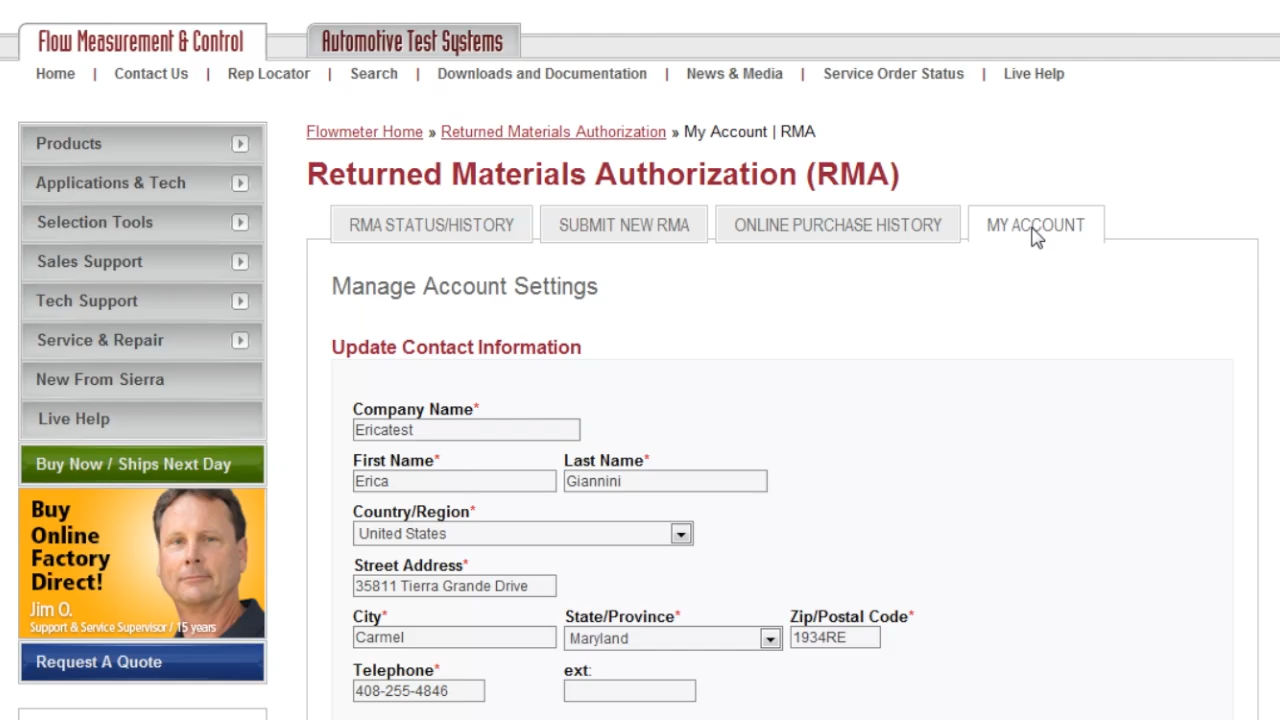 Flow Measurement & Control
Automotive Test Systems
Home | Contact Us | Rep Locator | Search | Downloads and Documentation | News & Media | Service Order Status | Live Help
Products
Applications & Tech
Selection Tools
Sales Support
Tech Support
Service & Repair
New From Sierra
Live Help
Buy Now / Ships Next Day
Buy
Online
Factory
Direct!
Jim O.
Support & Service Supervisor / 15 years
Request A Quote
Flowmeter Home » Returned Materials Authorization » My Account | RMA
Returned Materials Authorization (RMA)
RMA STATUS/HISTORY
SUBMIT NEW RMA
ONLINE PURCHASE HISTORY
MY ACCOUNT
Manage Account Settings
Update Contact Information
Company Name*
Ericatest
First Name* Last Name*
Erica Giannini
Country/Region*
United States
Street Address*
35811 Tierra Grande Drive
City* State/Province* Zip/Postal Code*
Carmel Maryland 1934RE
Telephone* ext:
408-255-4846